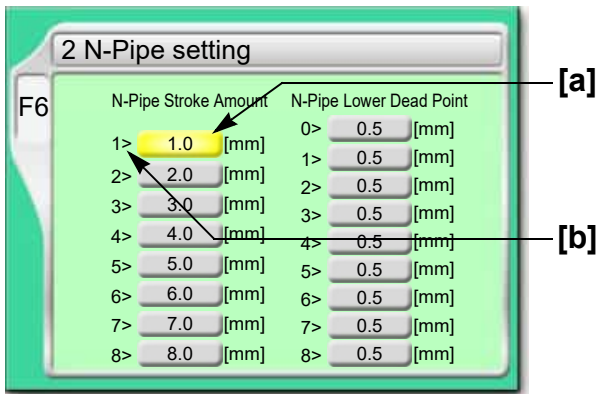 2 N-Pipe setting
F6
[a]
N-Pipe Stroke Amount N-Pipe Lower Dead Point
0> 0.5 [mm]
1> 1.0 [mm] 1> 0.5 [mm]
2> 2.0 [mm] 2> 0.5 [mm]
3> 3.0 [mm] 3> 0.5 [mm]
4> 4.0 [mm] 4> 0.5 [mm]
[b]
5> 5.0 [mm] 5> 0.5 [mm]
6> 6.0 [mm] 6> 0.5 [mm]
7> 7.0 [mm] 7> 0.5 [mm]
8> 8.0 [mm] 8> 0.5 [mm]